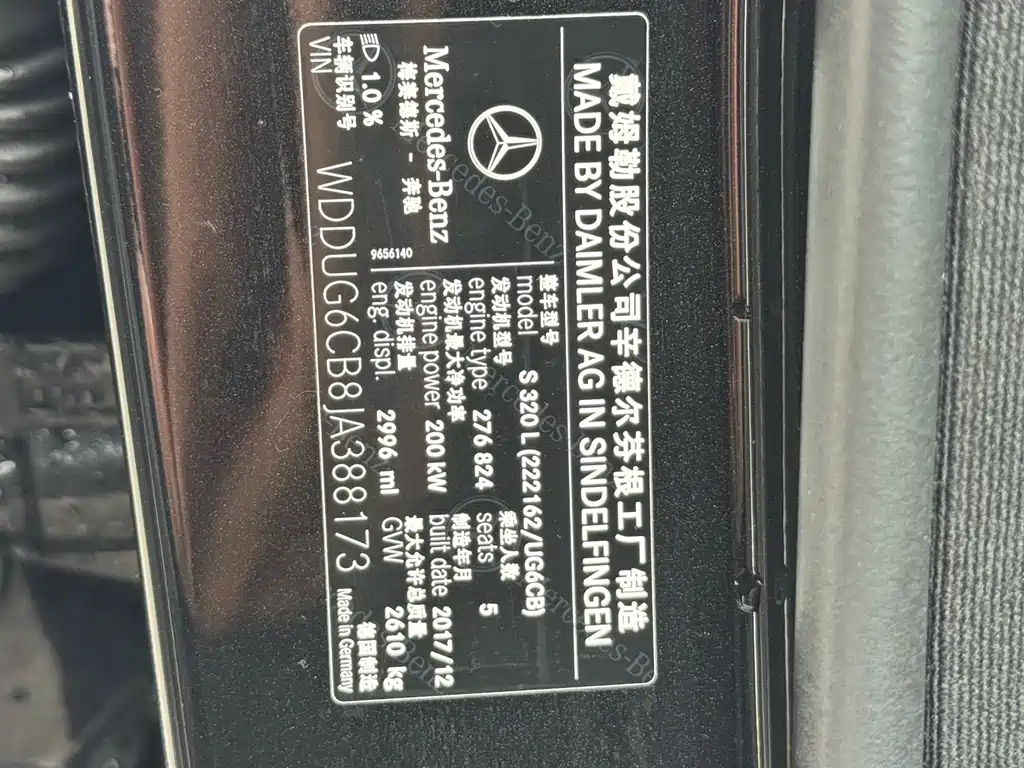 戴姆勒股份公司辛德尔芬根工厂制造
MADE BY DAIMLER AG IN SINDELFINGEN
Mercedes-Benz
梅赛德斯 - 奔驰
9656140
整车型号
model S 320 L (222162/UG6CB)
发动机型号 乘坐人数
engine type 276 824 seats 5
发动机最大净功率 制造年月
engine power 200 kW built date 2017/12
发动机排量 最大允许总质量
eng. displ. 2996 ml GVW 2610 kg
1.0 %
车辆识别号 德国制造
VIN WDDUG6CB8JA388173 Made in Germany